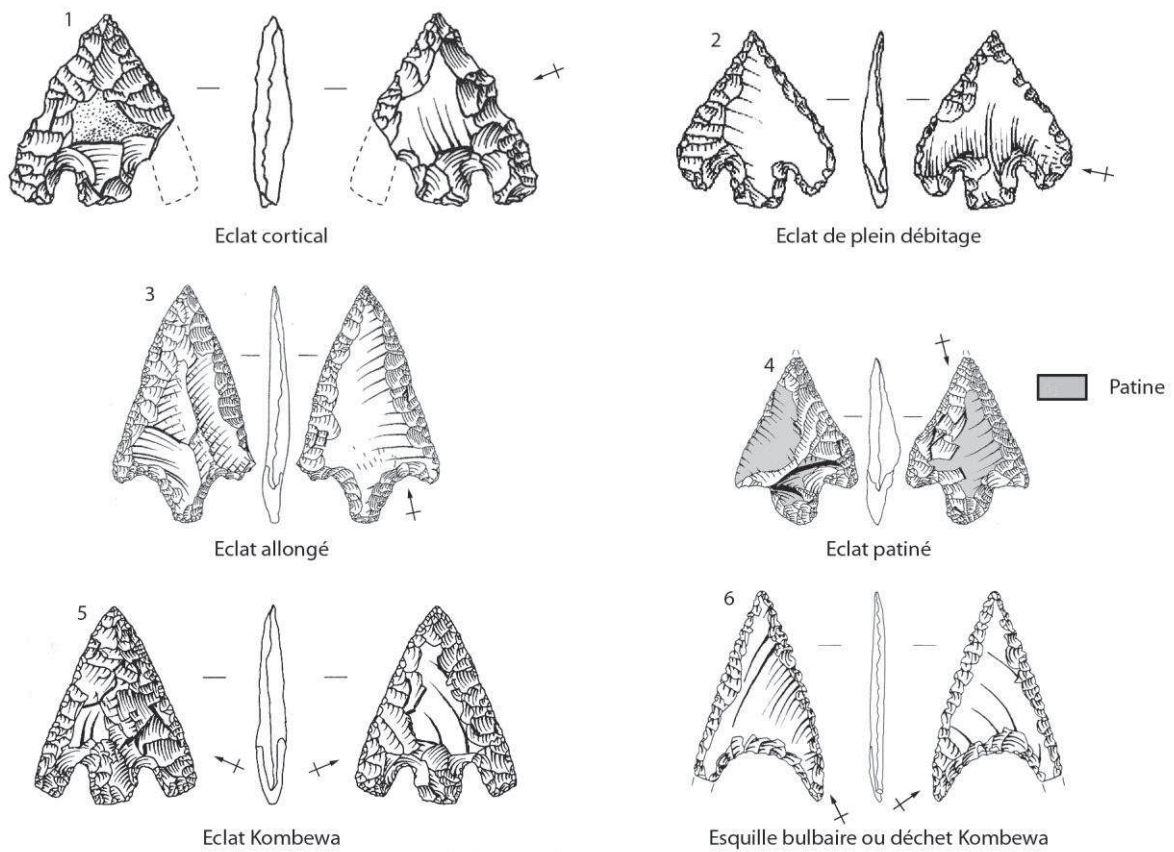 1
2
Eclat cortical
Eclat de plein débitage
3
4
Patine
Eclat allongé
Eclat patiné
5
6
Eclat Kombewa
Esquille bulbaire ou déchet Kombewa